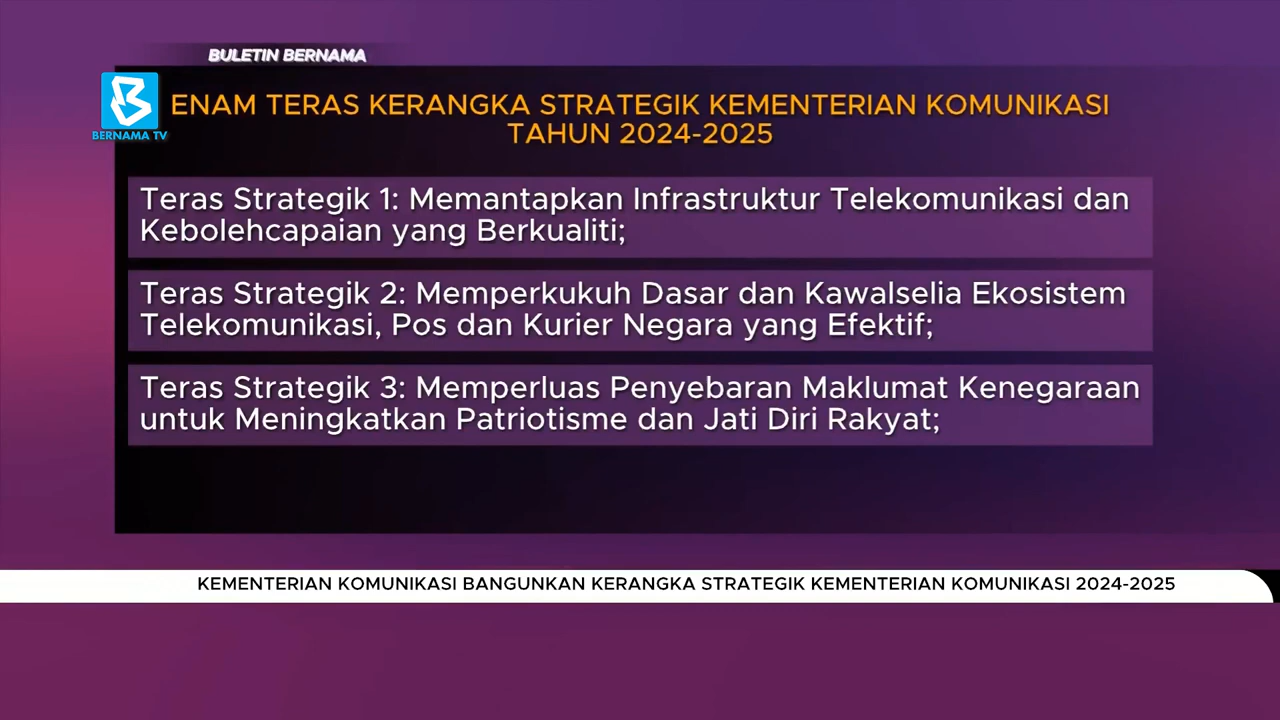 BULETIN BERNAMA
BERNAMA TV
ENAM TERAS KERANGKA STRATEGIK KEMENTERIAN KOMUNIKASI
TAHUN 2024-2025
Teras Strategik 1: Memantapkan Infrastruktur Telekomunikasi dan
Kebolehcapaian yang Berkualiti;
Teras Strategik 2: Memperkukuh Dasar dan Kawalselia Ekosistem
Telekomunikasi, Pos dan Kurier Negara yang Efektif;
Teras Strategik 3: Memperluas Penyebaran Maklumat Kenegaraan
untuk Meningkatkan Patriotisme dan Jati Diri Rakyat;
KEMENTERIAN KOMUNIKASI BANGUNKAN KERANGKA STRATEGIK KEMENTERIAN KOMUNIKASI 2024-2025